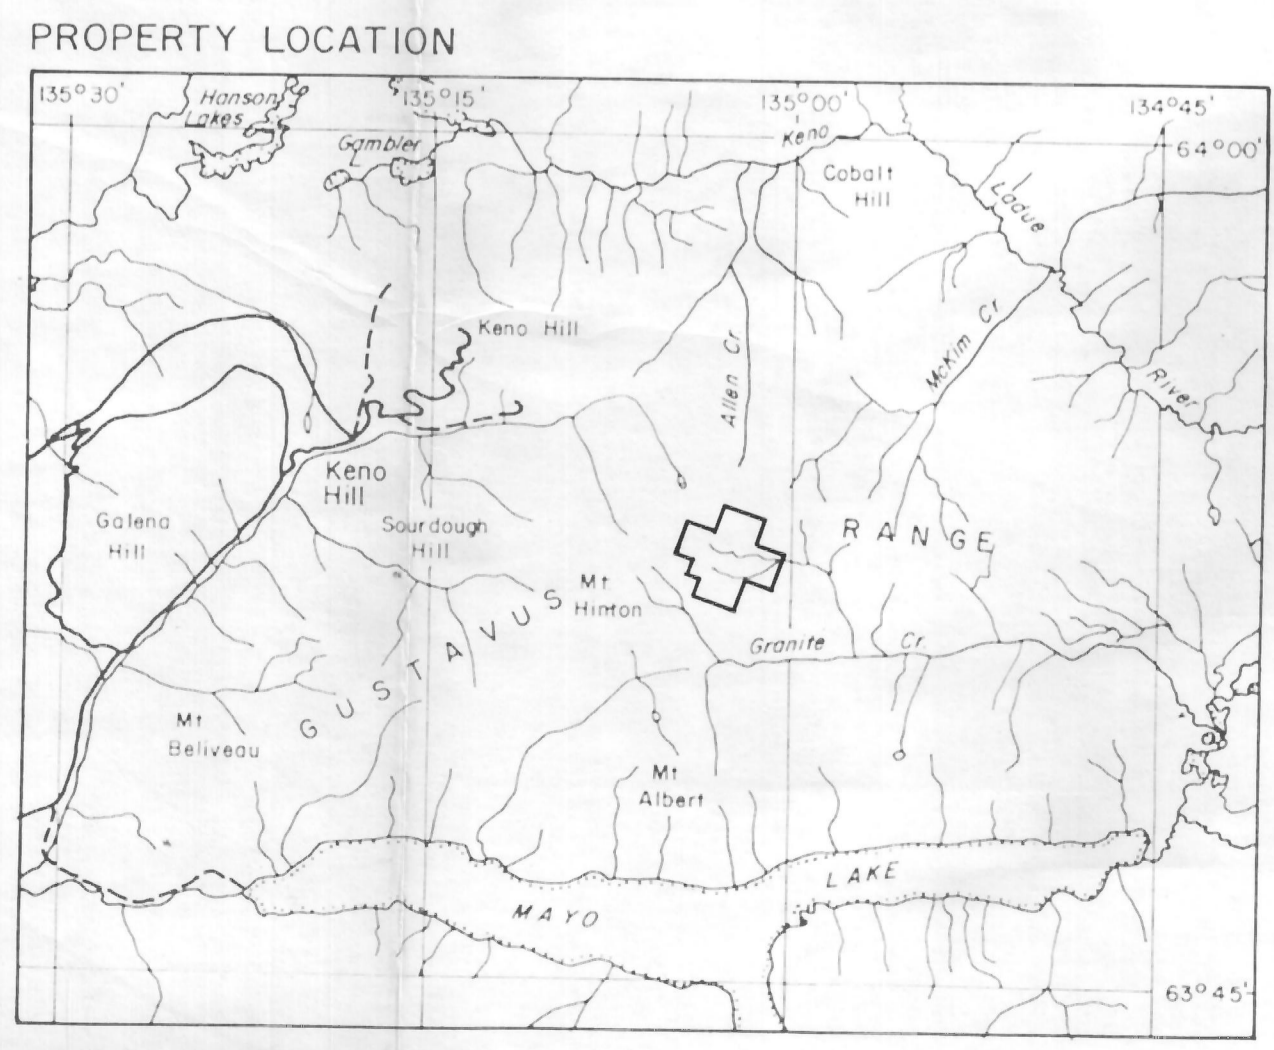 PROPERTY LOCATION
135°30'
Hanson
Lakes
135°15'
135°00'
134°45'
Gambler
L
Keno
64°00'
Cobalt
Hill
Ladue
River
Keno Hill
Allen Cr.
McKim Cr.
Keno
Hill
Galena
Hill
Sourdough
Hill
RANGE
Mt.
Hinton
GUSTAVUS
Granite Cr.
Mt
Beliveau
Mt
Albert
MAYO LAKE
63°45'